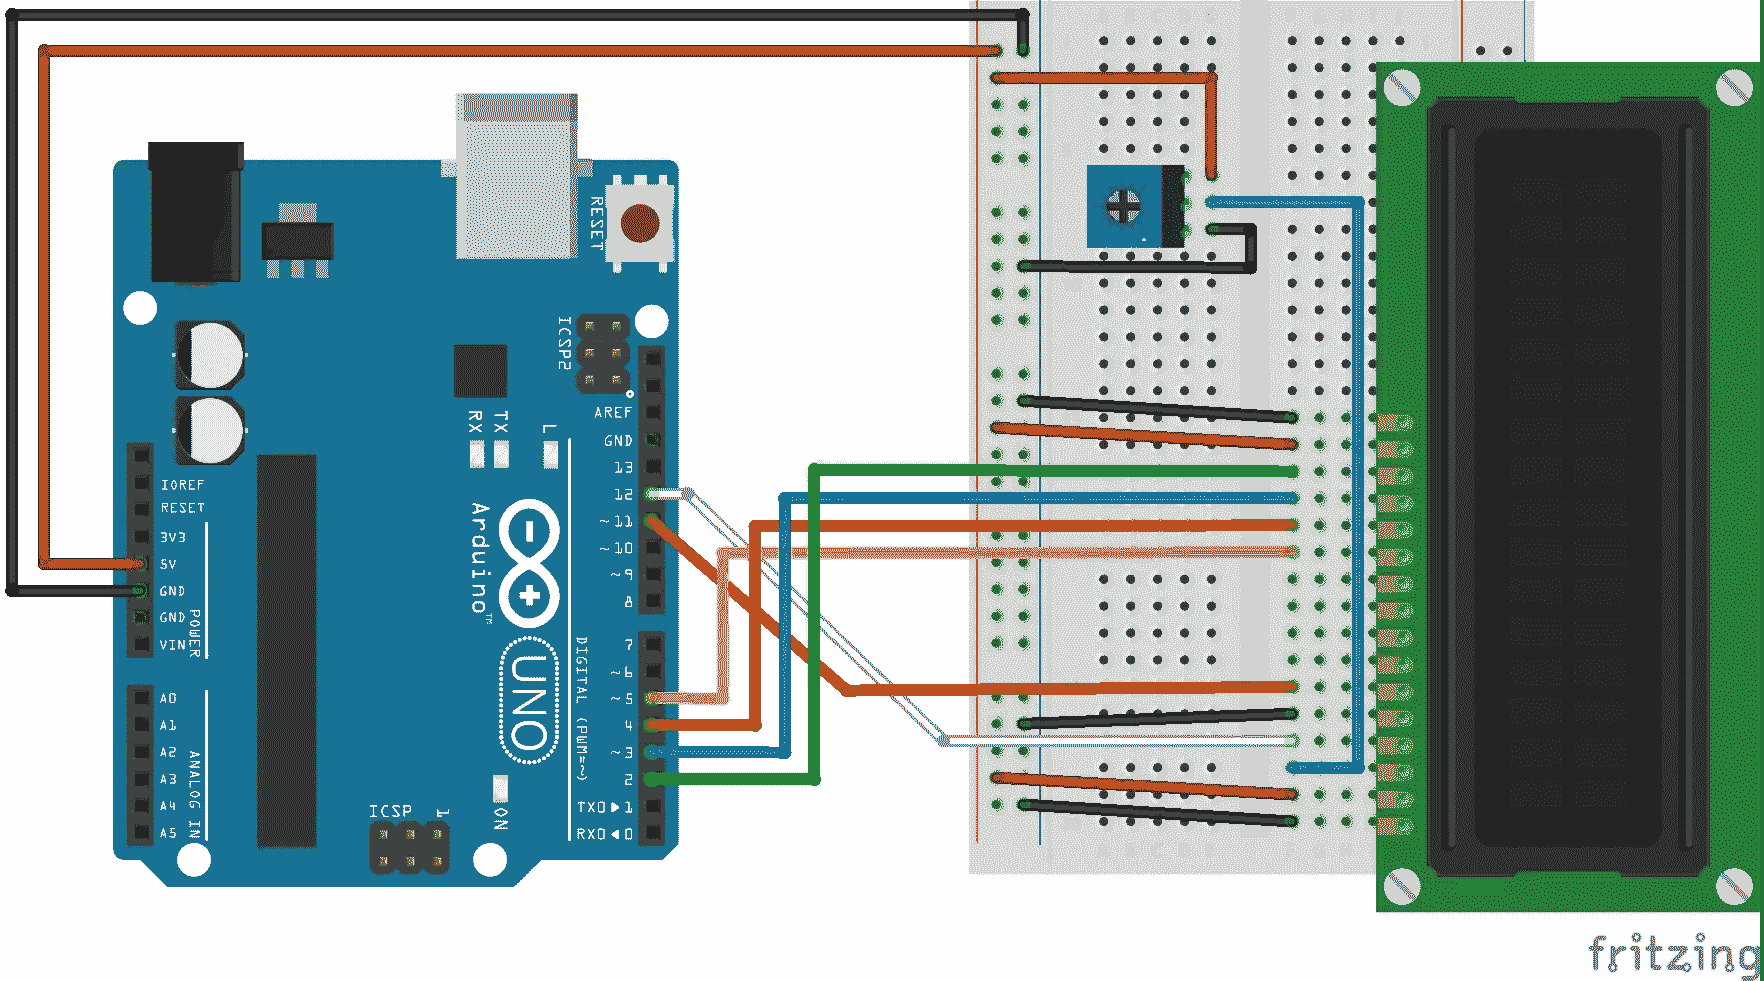 RESET
ICSP2
AREF
GND
13
12
~11
~10
~9
8
7
~6
~5
4
~3
2
TX0▶1
RX0◀0
RX
TX
L
IOREF
RESET
3V3
5V
GND
GND
VIN
POWER
A0
A1
A2
A3
A4
A5
ANALOG IN
Arduino™
UNO
DIGITAL (PWM=~)
ICSP
1
ON
fritzing